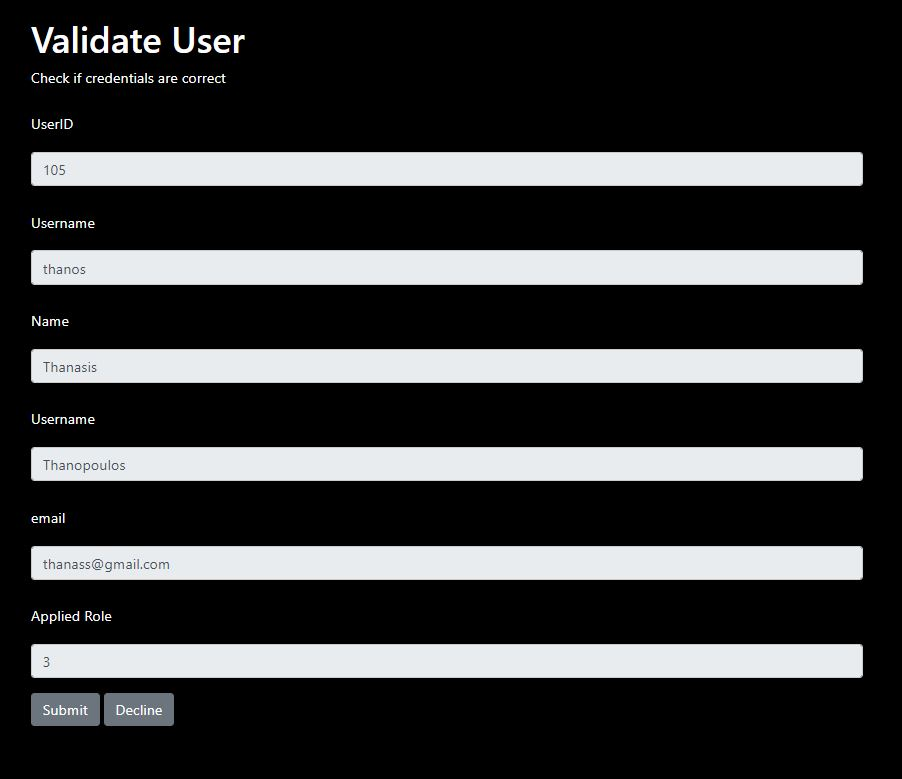 Validate User
Check if credentials are correct
UserID
105
Username
thanos
Name
Thanasis
Username
Thanopoulos
email
thanass@gmail.com
Applied Role
3
Submit Decline